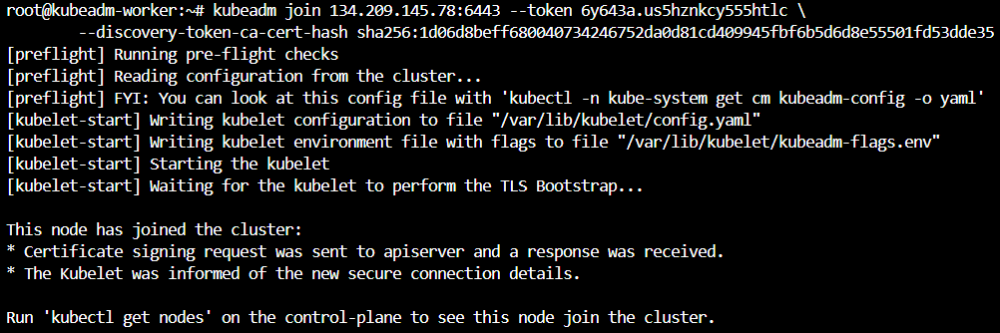 root@kubeadm-worker:~# kubeadm join 134.209.145.78:6443 --token 6y643a.us5hznkcy555htlc \
        --discovery-token-ca-cert-hash sha256:1d06d8beff680040734246752da0d81cd409945fbf6b5d6d8e55501fd53dde35
[preflight] Running pre-flight checks
[preflight] Reading configuration from the cluster...
[preflight] FYI: You can look at this config file with 'kubectl -n kube-system get cm kubeadm-config -o yaml'
[kubelet-start] Writing kubelet configuration to file "/var/lib/kubelet/config.yaml"
[kubelet-start] Writing kubelet environment file with flags to file "/var/lib/kubelet/kubeadm-flags.env"
[kubelet-start] Starting the kubelet
[kubelet-start] Waiting for the kubelet to perform the TLS Bootstrap...

This node has joined the cluster:
* Certificate signing request was sent to apiserver and a response was received.
* The Kubelet was informed of the new secure connection details.

Run 'kubectl get nodes' on the control-plane to see this node join the cluster.